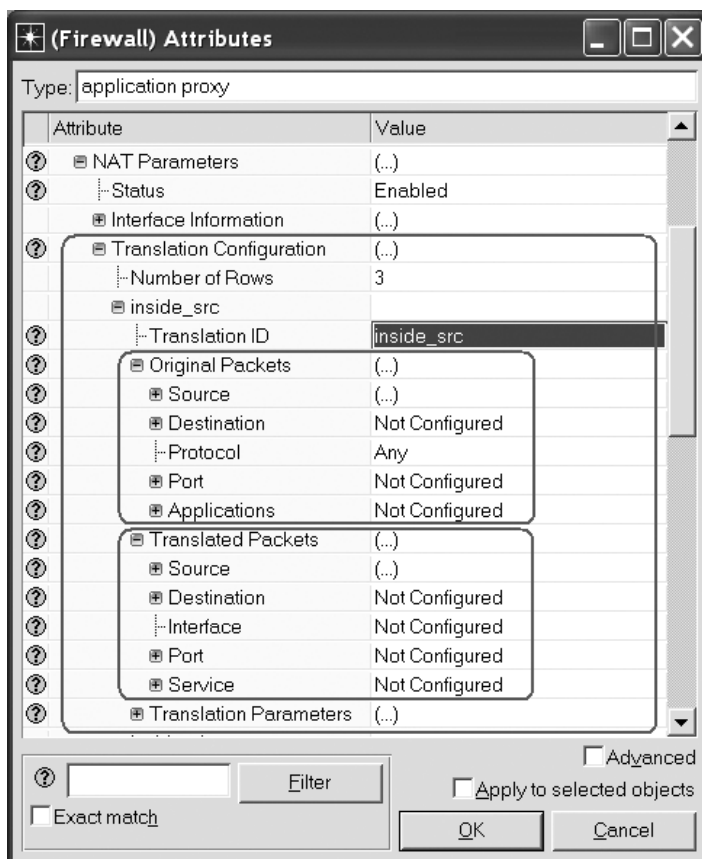 (Firewall) Attributes
Type: application proxy
Attribute Value
NAT Parameters (...)
Status Enabled
Interface Information (...)
Translation Configuration (...)
Number of Rows 3
inside_src
Translation ID inside_src
Original Packets (...)
Source (...)
Destination Not Configured
Protocol Any
Port Not Configured
Applications Not Configured
Translated Packets (...)
Source (...)
Destination Not Configured
Interface Not Configured
Port Not Configured
Service Not Configured
Translation Parameters (...)
Advanced
Filter
Apply to selected objects
Exact match
OK Cancel